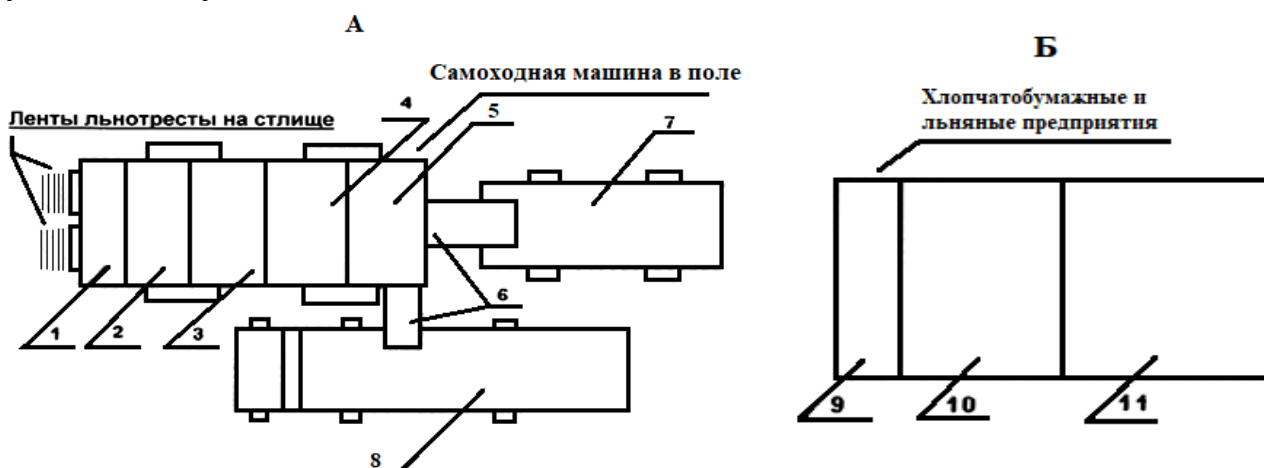 А
Б
Самоходная машина в поле
Хлопчатобумажные и
льняные предприятия
Ленты льнотресты на стлище
4
5
7
1
2
3
6
8
9
10
11